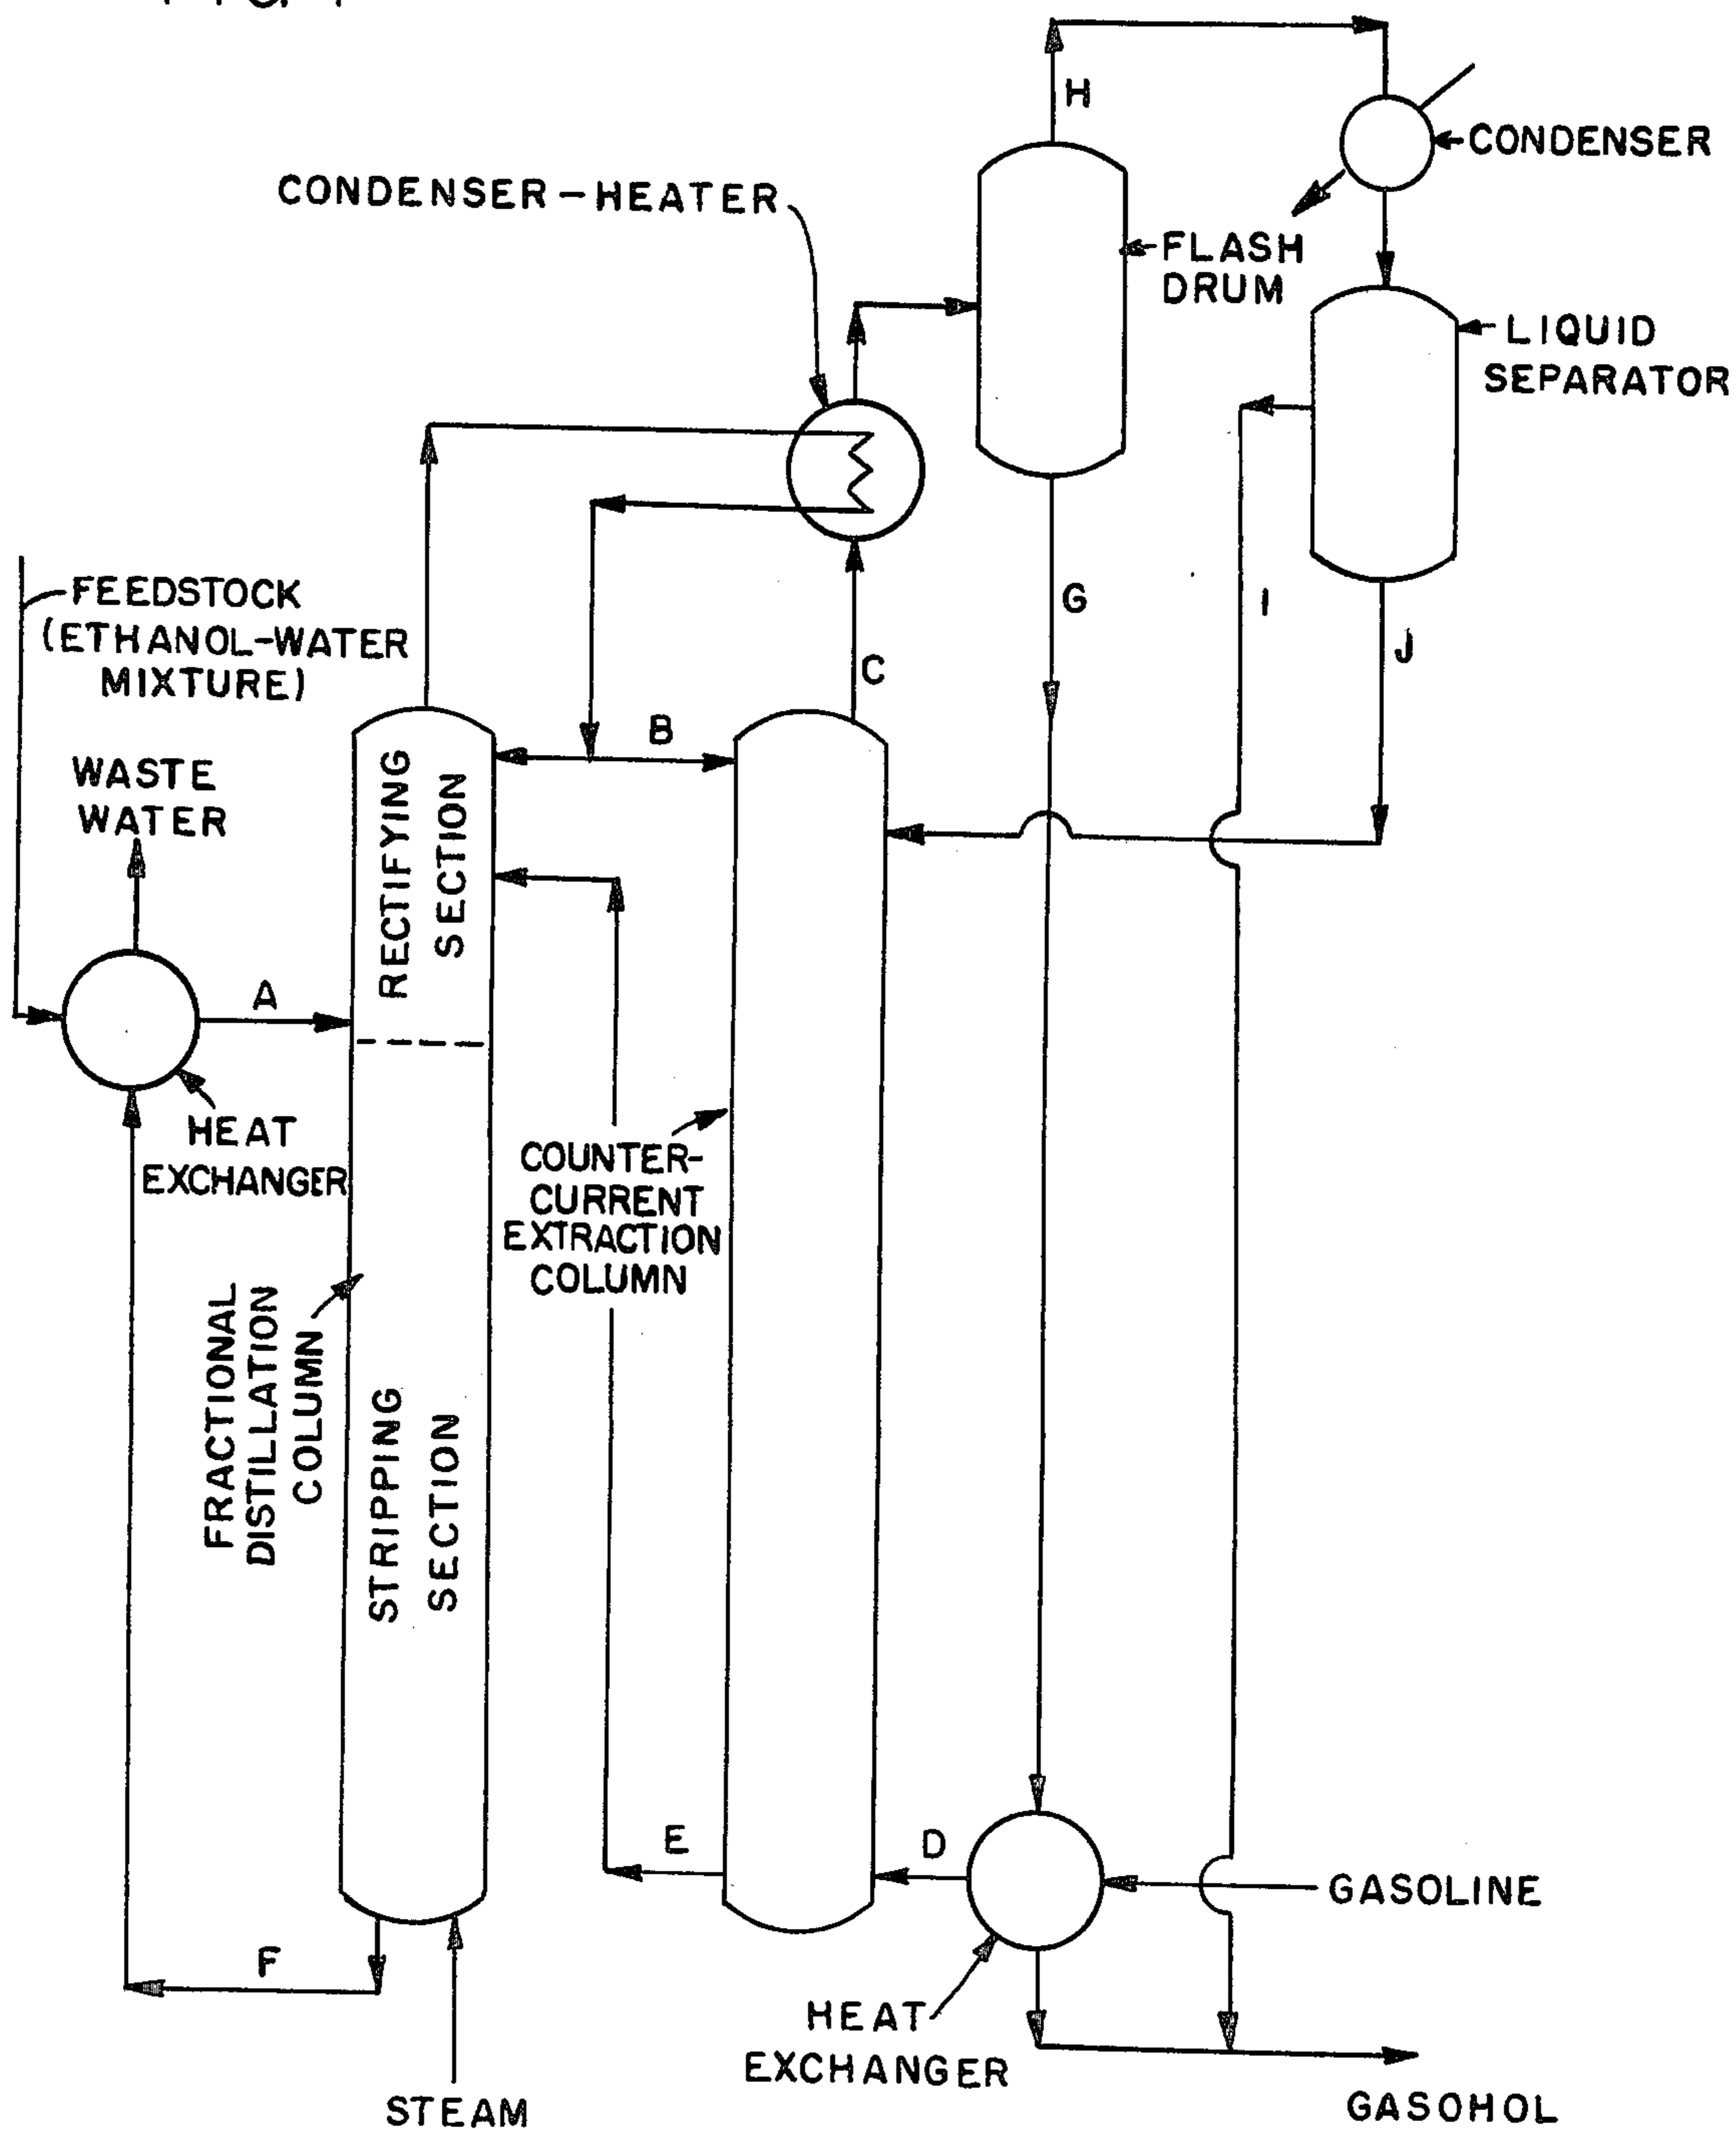 H
CONDENSER
CONDENSER-HEATER
FLASH
DRUM
LIQUID
SEPARATOR
FEEDSTOCK
(ETHANOL-WATER
MIXTURE)
G
I
J
C
B
WASTE
WATER
RECTIFYING
SECTION
A
HEAT
EXCHANGER
COUNTER-
CURRENT
EXTRACTION
COLUMN
FRACTIONAL
DISTILLATION
COLUMN
STRIPPING
SECTION
E
D
GASOLINE
F
HEAT
EXCHANGER
STEAM
GASOHOL